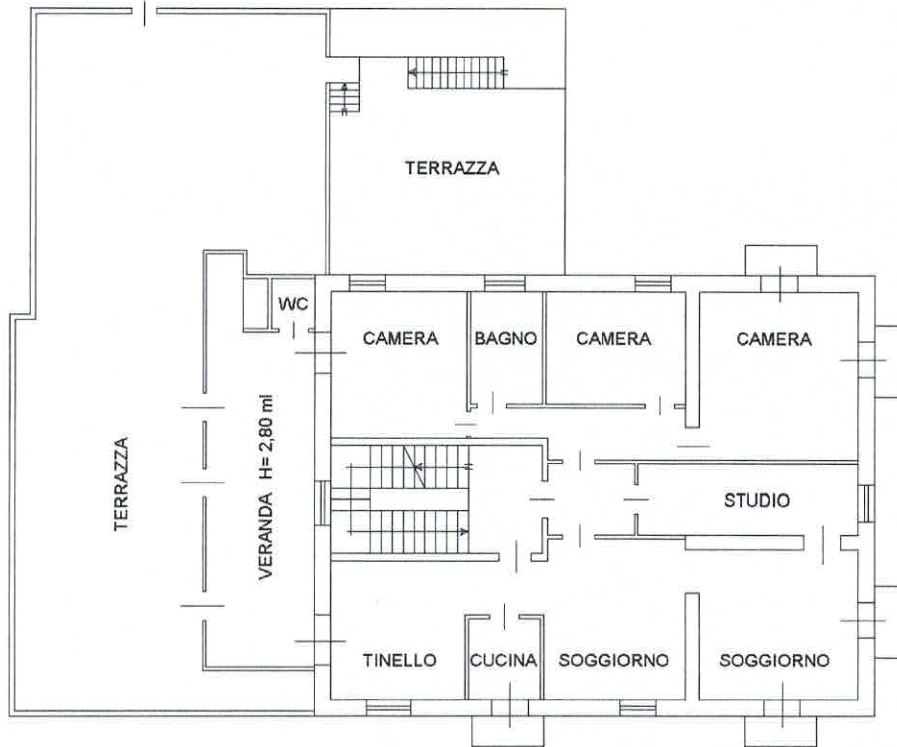 TERRAZZA
WC
CAMERA
BAGNO
CAMERA
CAMERA
TERRAZZA
VERANDA H= 2,80 ml
STUDIO
TINELLO
CUCINA
SOGGIORNO
SOGGIORNO